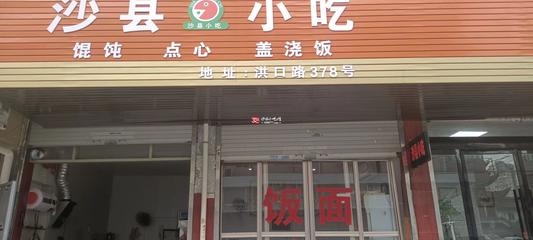 沙县 小吃
沙县小吃
馄饨 点心 盖浇饭
地址:洪口路378号
饭面